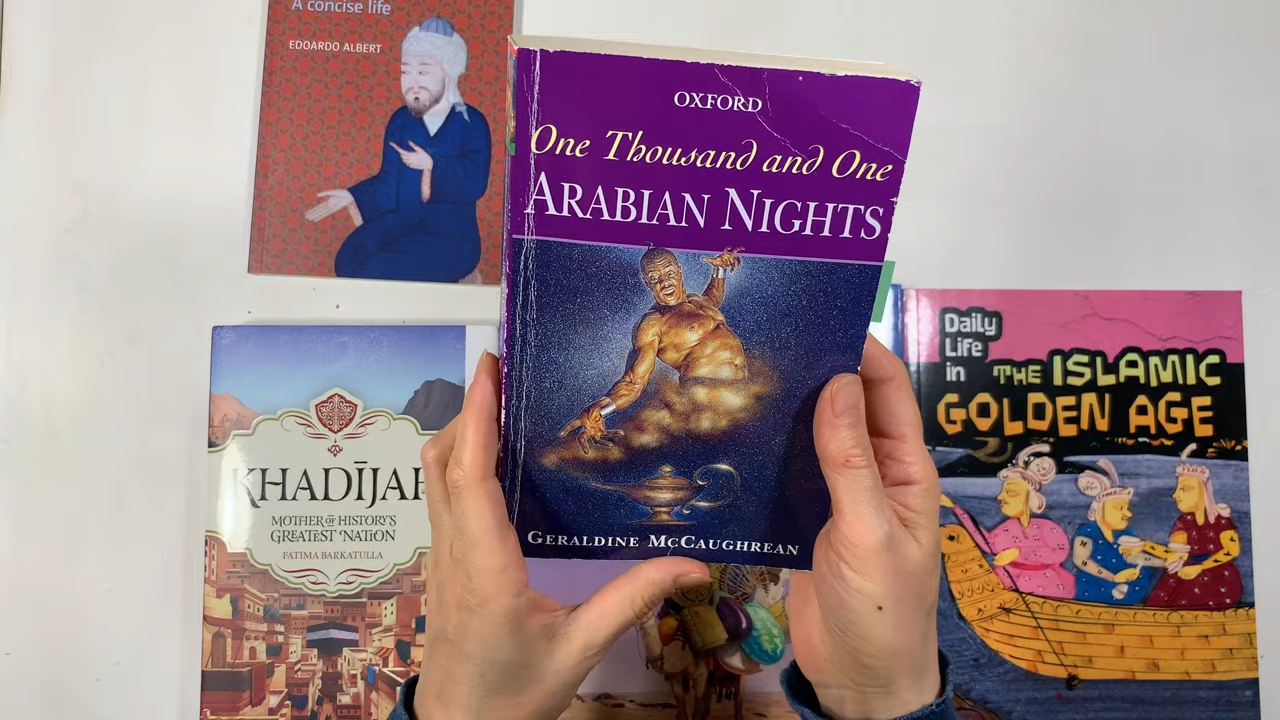 A concise life
EDOARDO ALBERT
OXFORD
One Thousand and One
ARABIAN NIGHTS
GERALDINE MCCAUGHREAN
KHADĪJAH
MOTHER OF HISTORY'S
GREATEST NATION
FATIMA BARKATULLA
Daily
Life
in
THE ISLAMIC
GOLDEN AGE